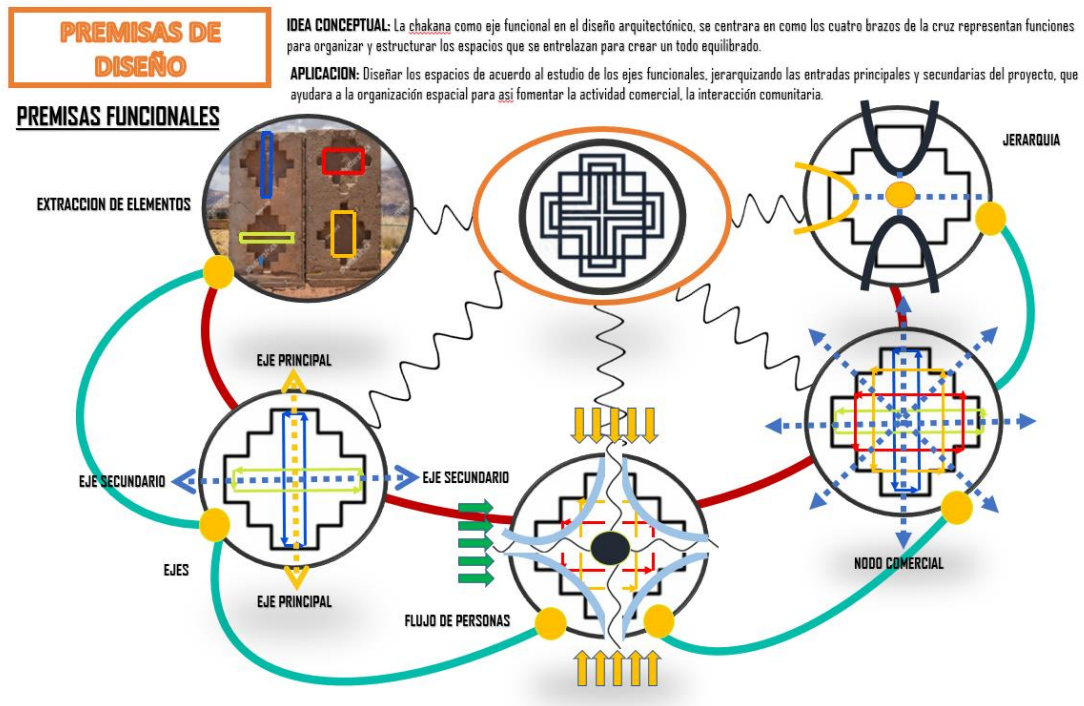 PREMISAS DE
DISEÑO
IDEA CONCEPTUAL: La chakana como eje funcional en el diseño arquitectónico, se centrara en como los cuatro brazos de la cruz representan funciones
para organizar y estructurar los espacios que se entrelazan para crear un todo equilibrado.
APLICACION: Diseñar los espacios de acuerdo al estudio de los ejes funcionales, jerarquizando las entradas principales y secundarias del proyecto, que
ayudara a la organización espacial para asi fomentar la actividad comercial, la interacción comunitaria.
PREMISAS FUNCIONALES
JERARQUIA
EXTRACCION DE ELEMENTOS
EJE PRINCIPAL
EJE SECUNDARIO
EJE SECUNDARIO
EJES
EJE PRINCIPAL
FLUJO DE PERSONAS
NODO COMERCIAL